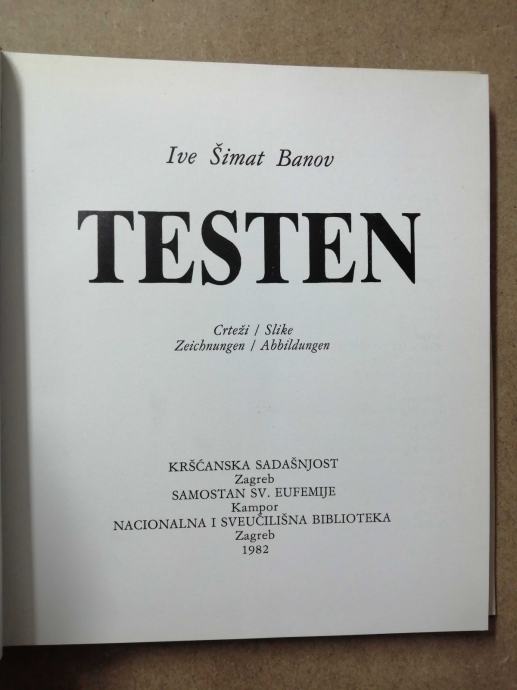 Ive Šimat Banov
TESTEN
Crteži / Slike
Zeichnungen / Abbildungen
KRŠĆANSKA SADAŠNJOST
Zagreb
SAMOSTAN SV. EUFEMIJE
Kampor
NACIONALNA I SVEUČILIŠNA BIBLIOTEKA
Zagreb
1982